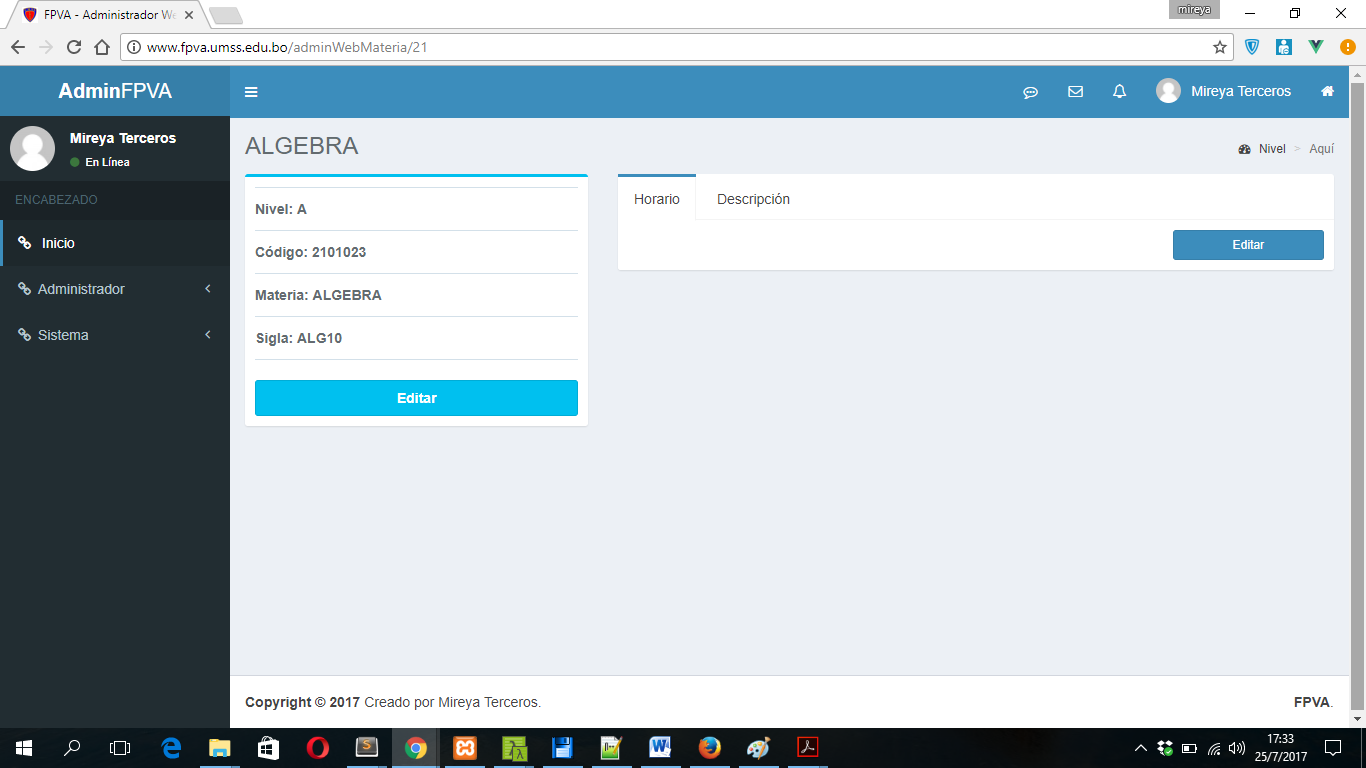 FPVA - Administrador We
mireya
www.fpva.umss.edu.bo/adminWebMateria/21
AdminFPVA
Mireya Terceros
Mireya Terceros
En Línea
ENCABEZADO
Inicio
Administrador
Sistema
ALGEBRA
Nivel > Aquí
Nivel: A
Código: 2101023
Materia: ALGEBRA
Sigla: ALG10
Editar
Horario Descripción
Editar
Copyright © 2017 Creado por Mireya Terceros.
FPVA.
17:33
25/7/2017